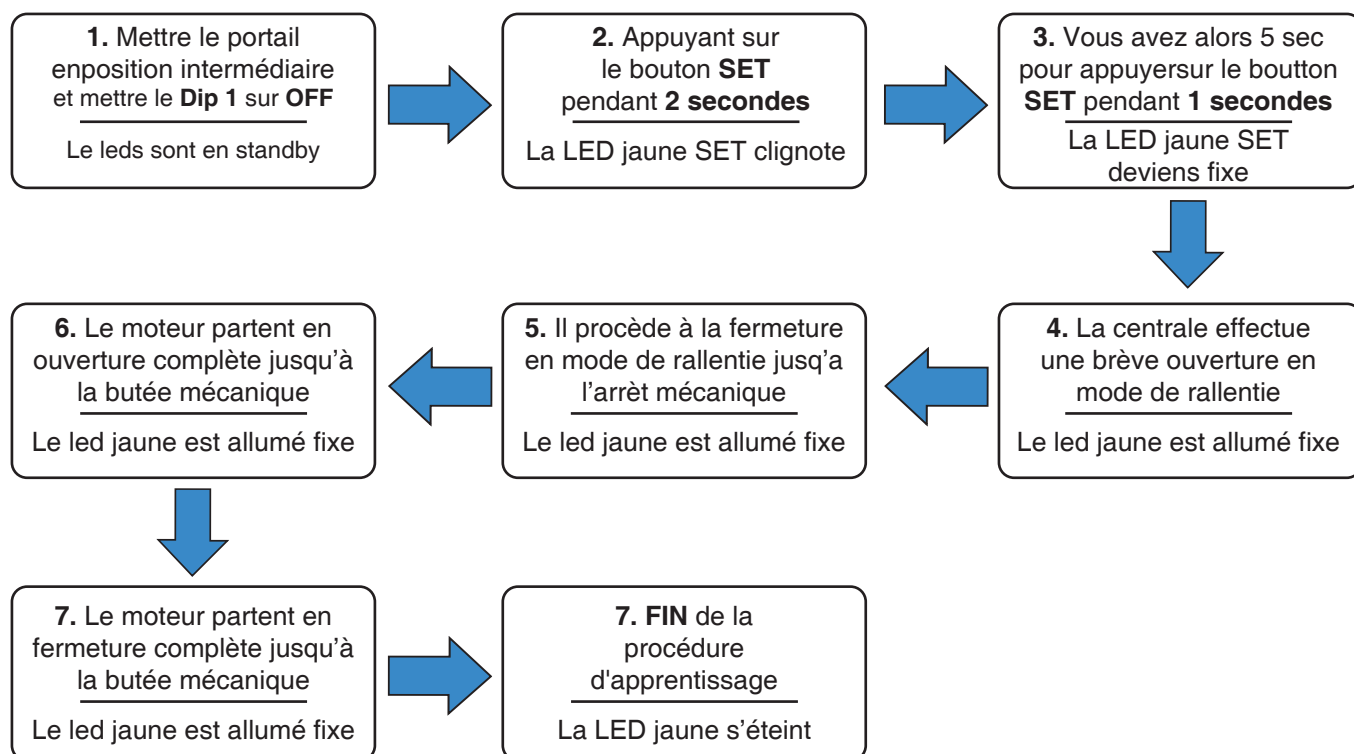 1. Mettre le portail
enposition intermédiaire
et mettre le Dip 1 sur OFF
Le leds sont en standby
2. Appuyant sur
le bouton SET
pendant 2 secondes
La LED jaune SET clignote
3. Vous avez alors 5 sec
pour appuyersur le boutton
SET pendant 1 secondes
La LED jaune SET
deviens fixe
4. La centrale effectue
une brève ouverture en
mode de rallentie
Le led jaune est allumé fixe
5. Il procède à la fermeture
en mode de rallentie jusq'a
l'arrèt mécanique
Le led jaune est allumé fixe
6. Le moteur partent en
ouverture complète jusqu'à
la butée mécanique
Le led jaune est allumé fixe
7. Le moteur partent en
fermeture complète jusqu'à
la butée mécanique
Le led jaune est allumé fixe
7. FIN de la
procédure
d'apprentissage
La LED jaune s'éteint